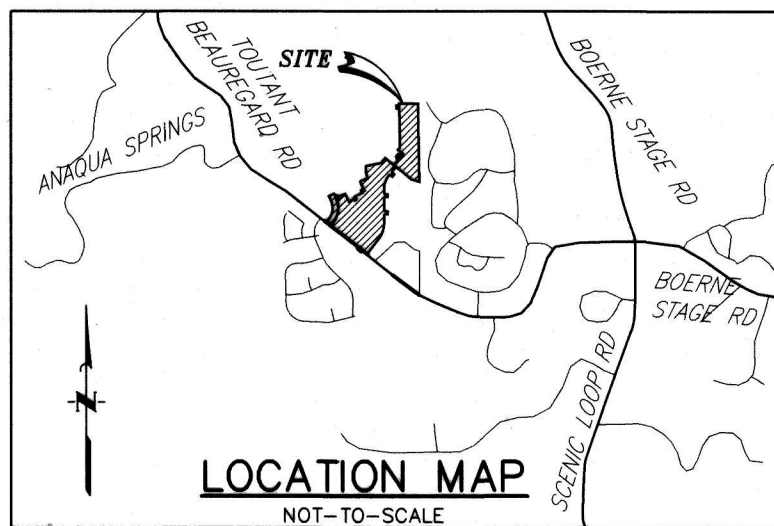 TOUTANT
BEAUREGARD RD
SITE
BOERNE STAGE RD
ANAQUA SPRINGS
BOERNE
STAGE RD
SCENIC LOOP RD
N
LOCATION MAP
NOT-TO-SCALE